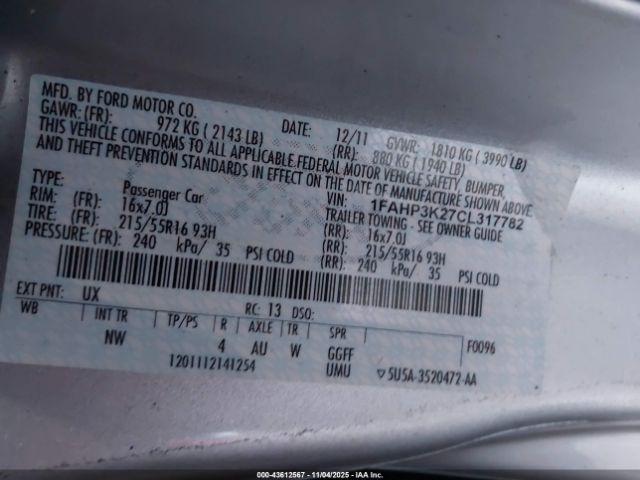 MFD. BY FORD MOTOR CO.
DATE: 12/11 GVWR: 1810 KG ( 3990 LB)
GAWR: (FR): 972 KG ( 2143 LB) (RR): 880 KG ( 1940 LB)
THIS VEHICLE CONFORMS TO ALL APPLICABLE FEDERAL MOTOR VEHICLE SAFETY, BUMPER
AND THEFT PREVENTION STANDARDS IN EFFECT ON THE DATE OF MANUFACTURE SHOWN ABOVE.
VIN: 1FAHP3K27CL317782
TYPE: Passenger Car TRAILER TOWING - SEE OWNER GUIDE
RIM: (FR): 16x7.0J (RR): 16x7.0J
TIRE: (FR): 215/55R16 93H (RR): 215/55R16 93H
PRESSURE: (FR): 240 kPa/ 35 PSI COLD (RR): 240 kPa/ 35 PSI COLD
EXT PNT: UX RC: 13 DSO: F0096
WB INT TR TP/PS R AXLE TR SPR
NW 4 AU W GGFF
1201112141254 UMU ▽ 5U5A-3520472-AA
000-43612567 - 11/04/2025 - IAA Inc.